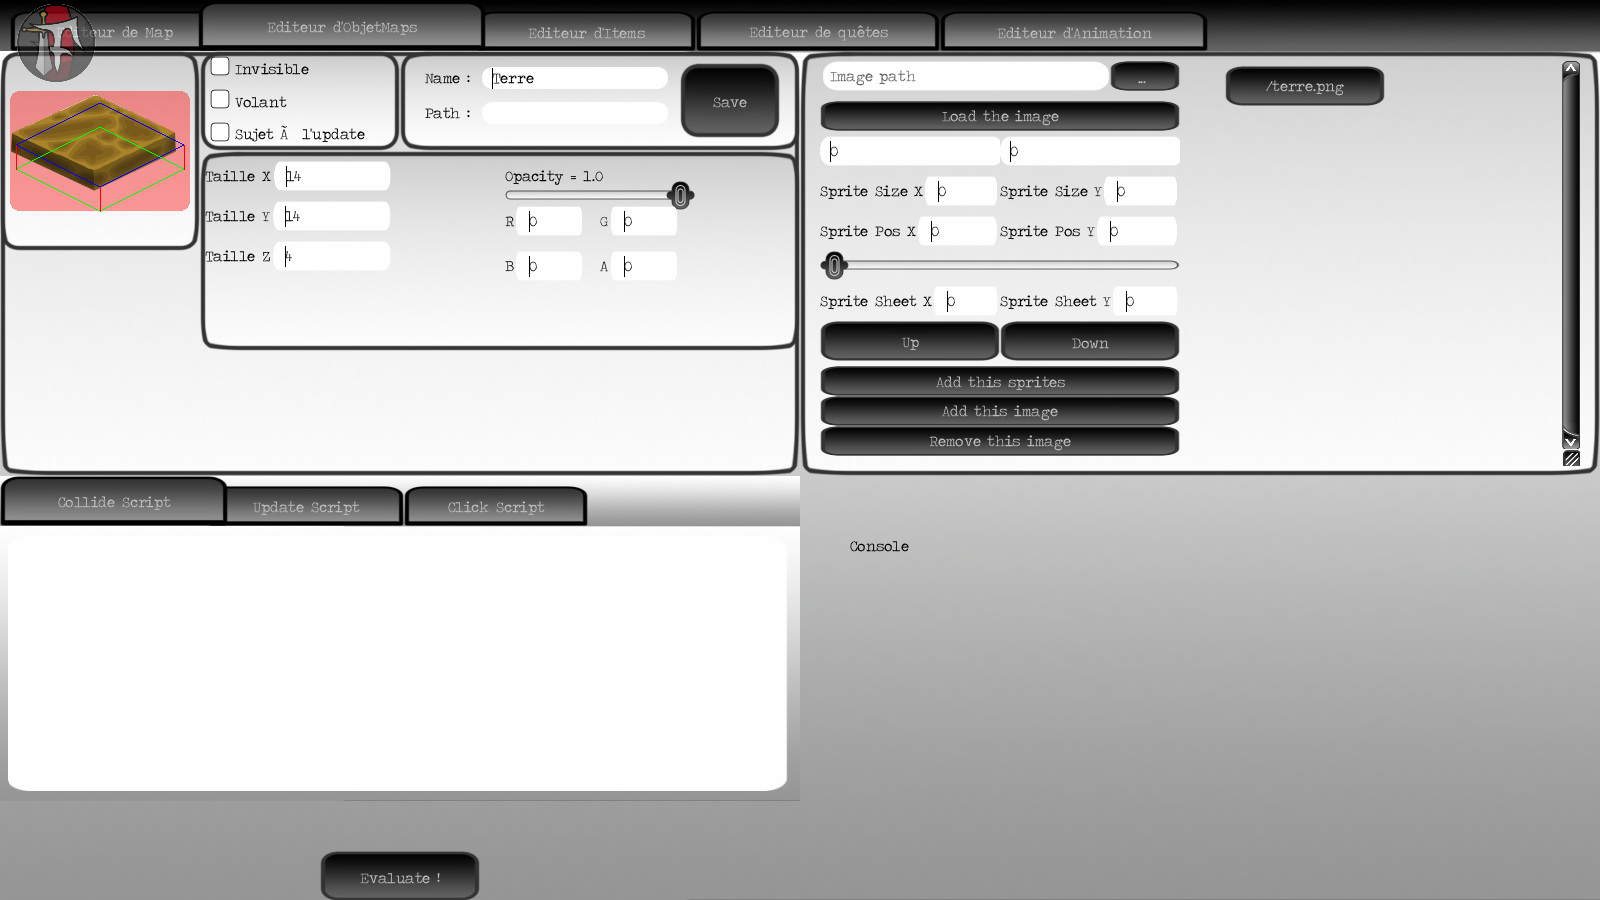 Editeur de Map
Editeur d'ObjetMaps
Editeur d'Items
Editeur de quêtes
Editeur d'Animation
Invisible
Volant
Sujet Ã l'update
Name :
Terre
Path :
Save
Taille X
14
Taille Y
14
Taille Z
4
Opacity = 1.0
R 0
G 0
B 0
A 0
Image path
...
Load the image
0
0
Sprite Size X 0
Sprite Size Y 0
Sprite Pos X 0
Sprite Pos Y 0
Sprite Sheet X 0
Sprite Sheet Y 0
Up
Down
Add this sprites
Add this image
Remove this image
/terre.png
Collide Script
Update Script
Click Script
Console
Evaluate !